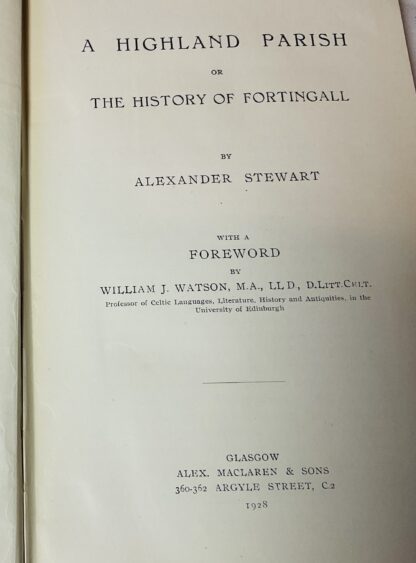 A HIGHLAND PARISH
OR
THE HISTORY OF FORTINGALL
BY
ALEXANDER STEWART
WITH A
FOREWORD
BY
WILLIAM J. WATSON, M.A., LL D, D.LITT.CELT.
Professor of Celtic Languages, Literature, History and Antiquities, in the
University of Edinburgh
GLASGOW
ALEX. MACLAREN & SONS
360-362 ARGYLE STREET, C.2
1928